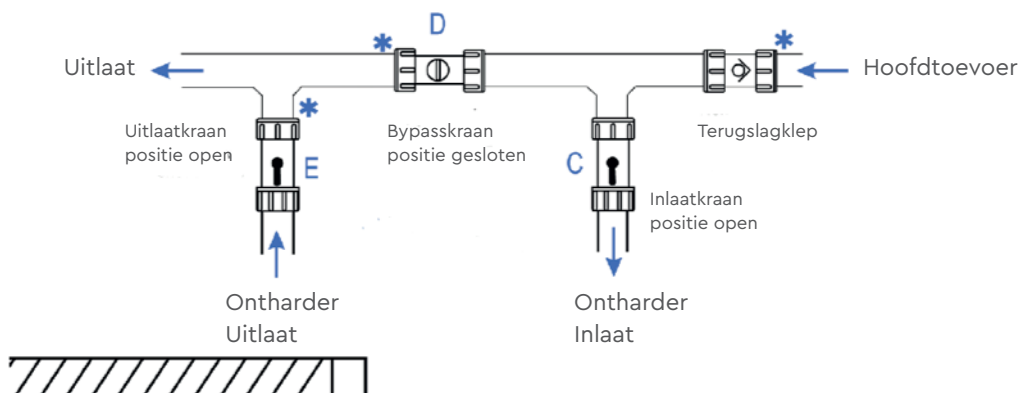 D
* *
Uitlaat
Hoofdtoevoer
*
Uitlaatkraan
positie open
Bypasskraan
positie gesloten
Terugslagklep
E
C
Inlaatkraan
positie open
Ontharder
Uitlaat
Ontharder
Inlaat